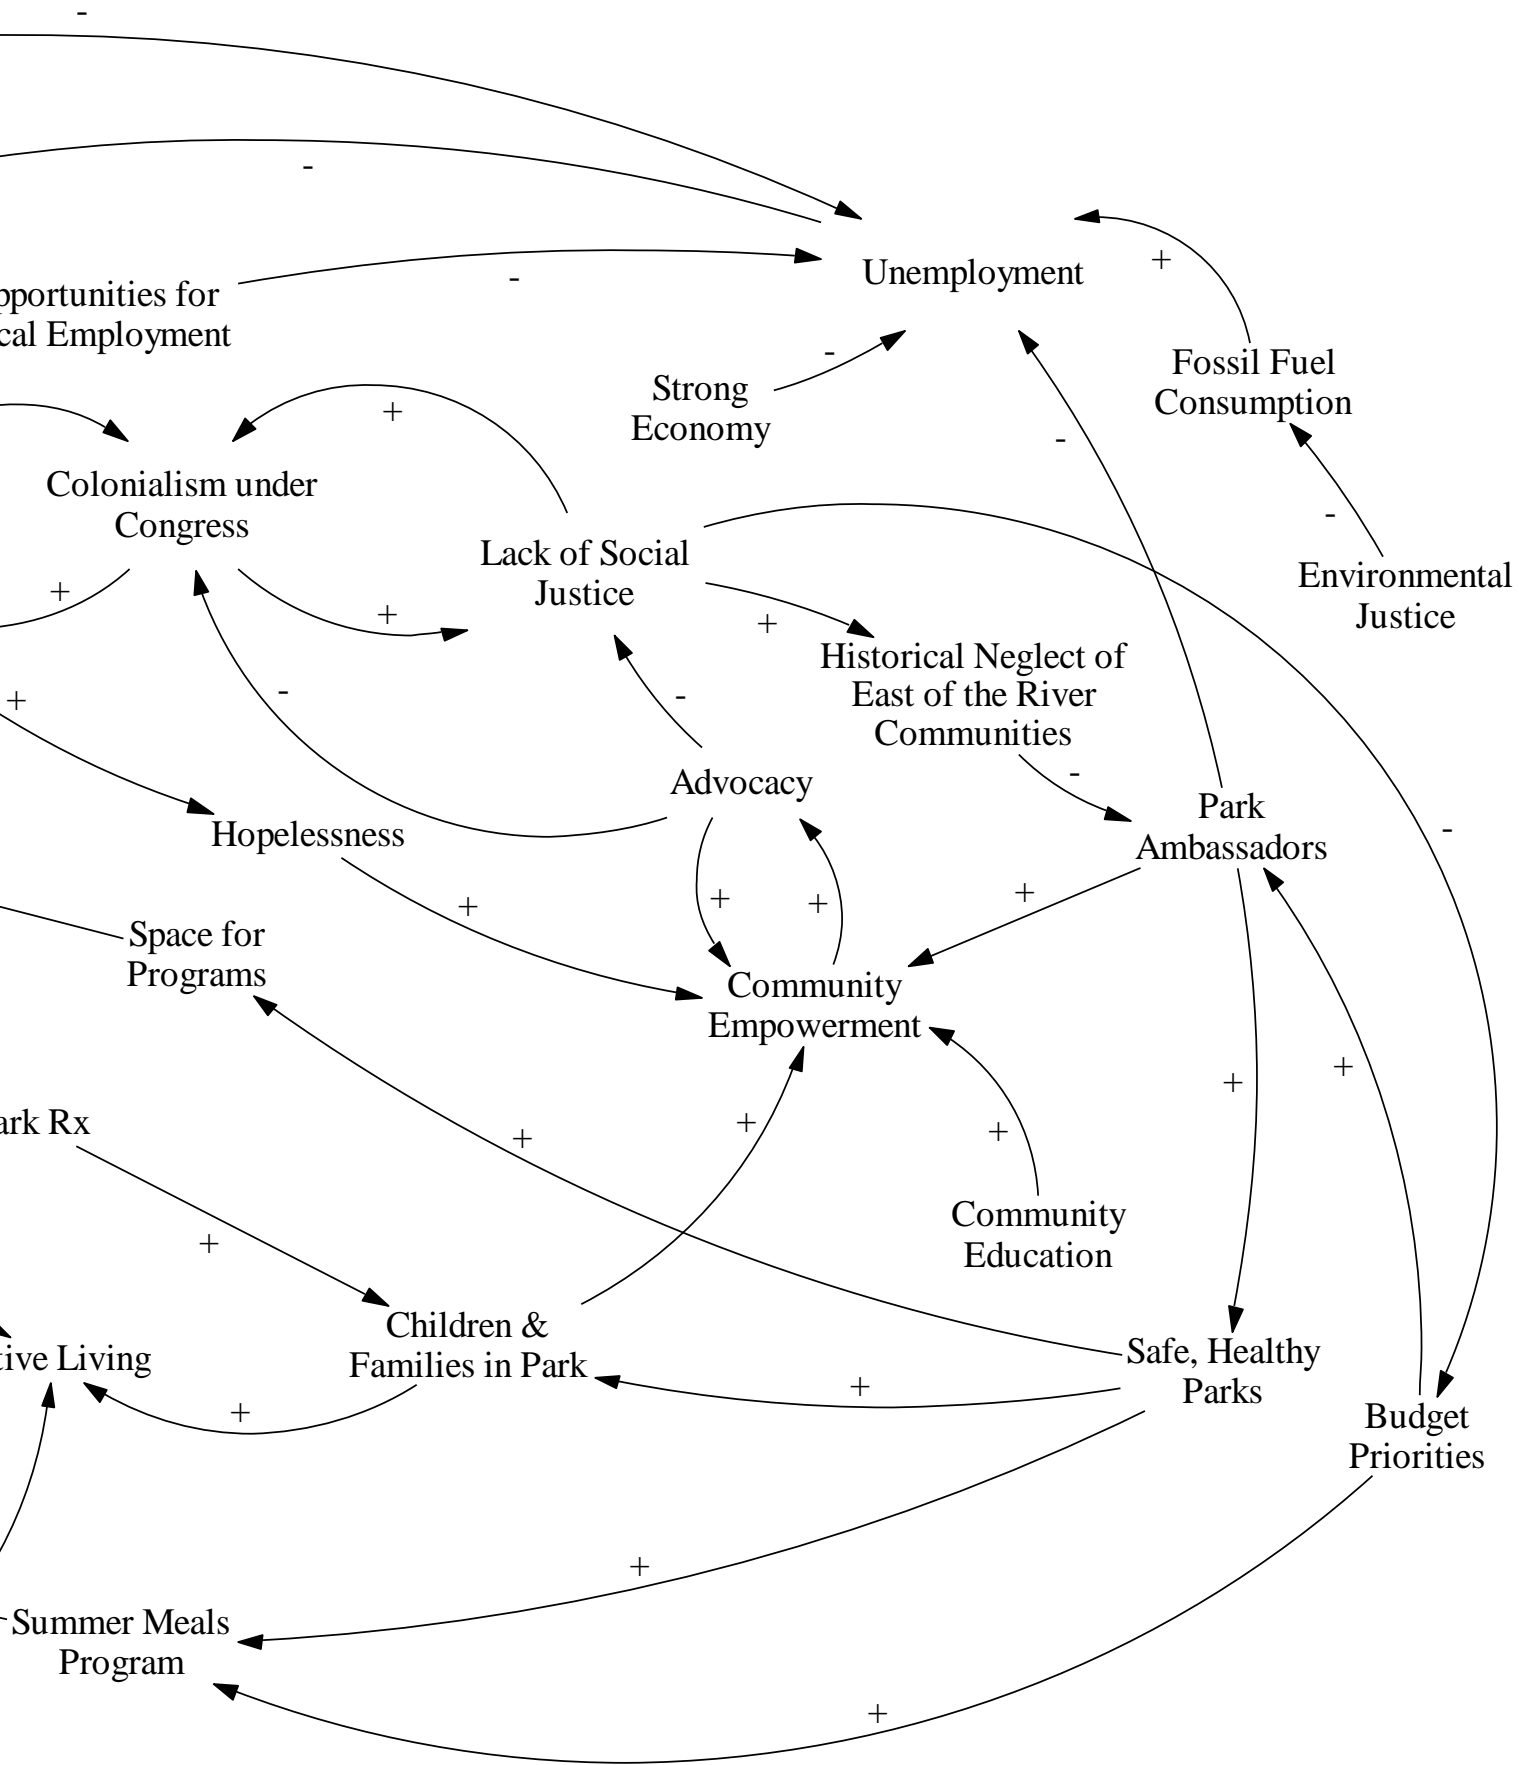 -
-
Unemployment
+
pportunities for
cal Employment
-
-
Strong
Economy
Fossil Fuel
Consumption
+
-
Colonialism under
Congress
-
Lack of Social
Justice
Environmental
Justice
+
+
+
Historical Neglect of
East of the River
Communities
+
-
-
Advocacy
-
Park
Ambassadors
-
Hopelessness
+
+
+
+
Space for
Programs
Community
Empowerment
+
+
ark Rx
+
+
+
Community
Education
+
Children &
Families in Park
tive Living
Safe, Healthy
Parks
+
+
Budget
Priorities
+
Summer Meals
Program
+